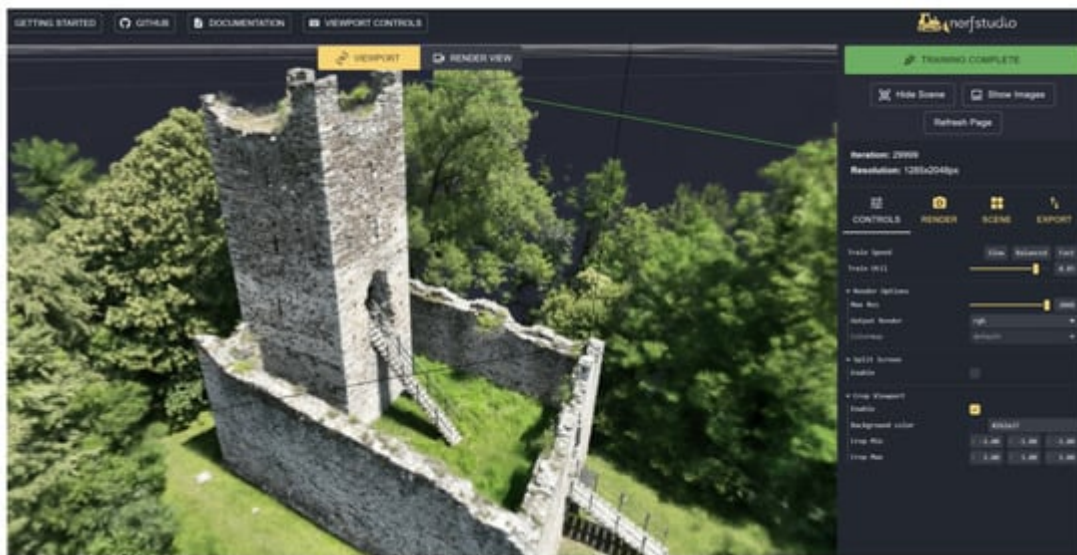 GETTING STARTED GITHUB DOCUMENTATION VIEWPORT CONTROLS
nerfstudio
VIEWPORT RENDER VIEW
TRAINING COMPLETE
Hide Scene Show Images
Refresh Page
Iteration: 29999
Resolution: 1286x2048px
CONTROLS RENDER SCENE EXPORT
Train Speed Slow Balanced Fast
Train Util
Render Options
Max Res
Output Render rgb
default
Split Screen
Enable
Crop Viewport
Enable
Background color
Crop Min
Crop Max